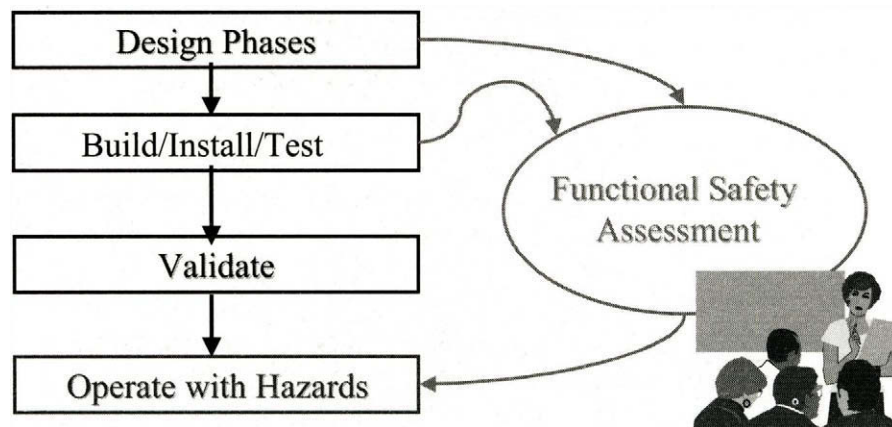 Design Phases
Build/Install/Test
Functional Safety
Assessment
Validate
Operate with Hazards